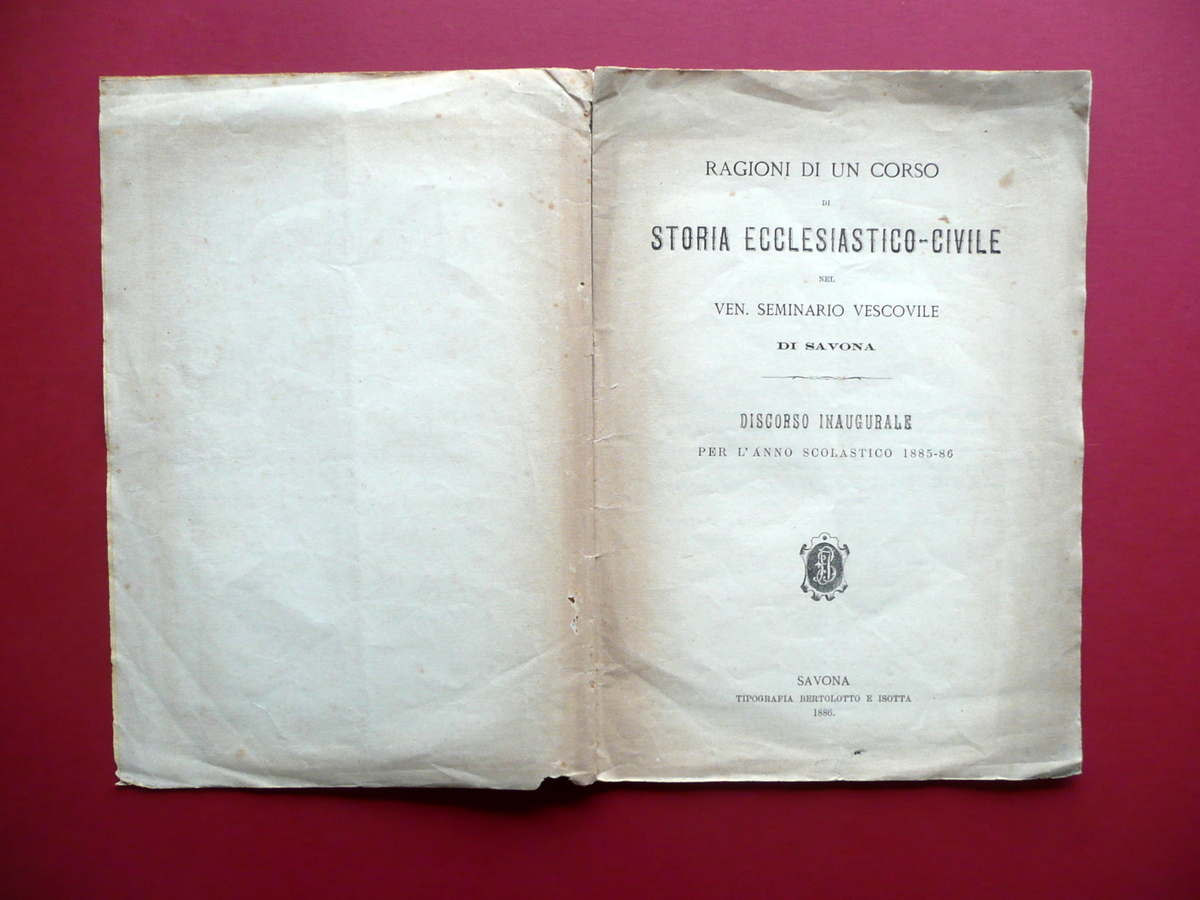 RAGIONI DI UN CORSO
DI
STORIA ECCLESIASTICO-CIVILE
NEL
VEN. SEMINARIO VESCOVILE
DI SAVONA
DISCORSO INAUGURALE
PER L'ANNO SCOLASTICO 1885-86
SAVONA
TIPOGRAFIA BERTOLOTTO E ISOTTA
1886.